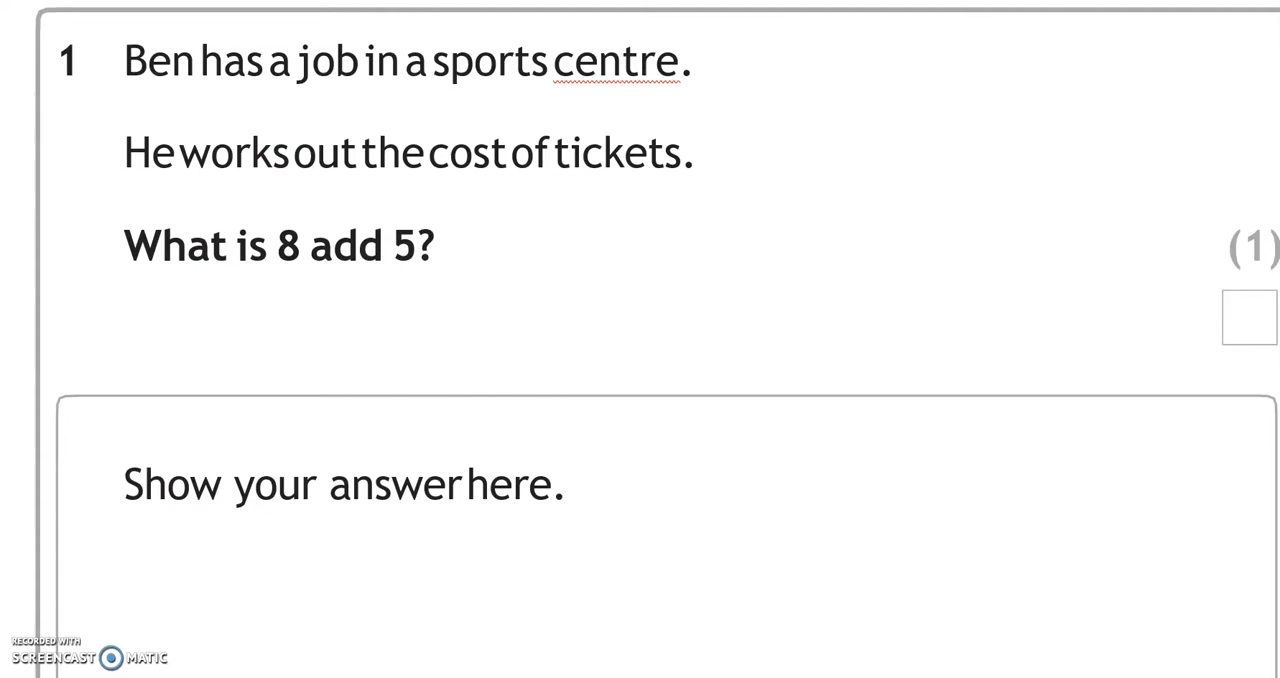 1 Ben has a job in a sports centre.
He works out the cost of tickets.
What is 8 add 5?
(1)
Show your answer here.
RECORDED WITH
SCREENCAST MATIC